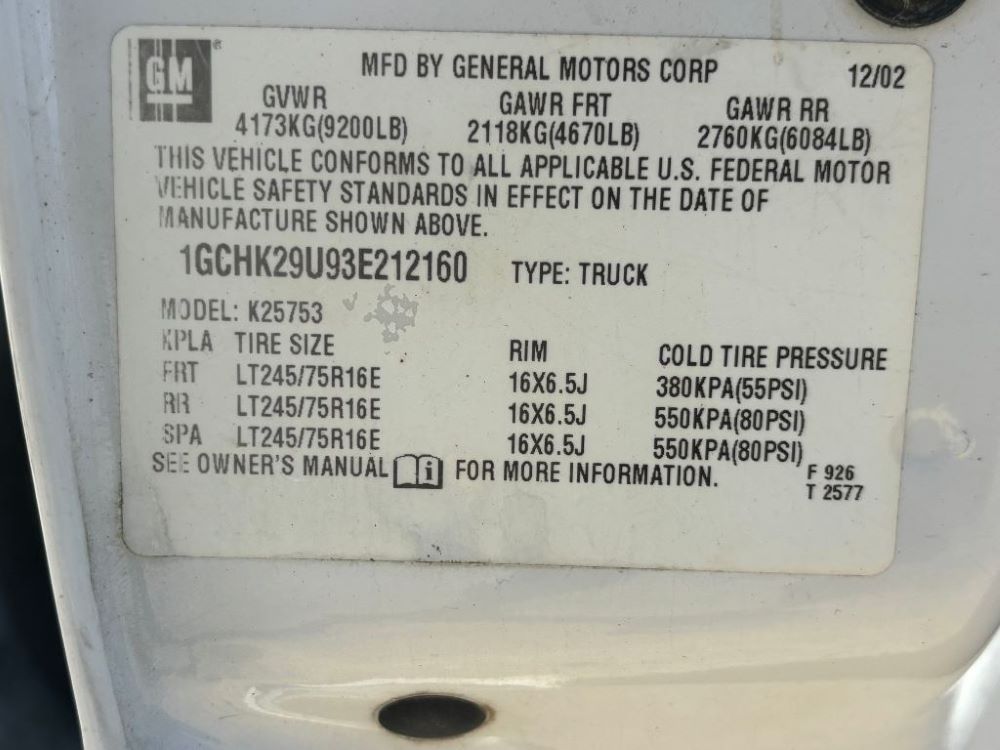 GM
MFD BY GENERAL MOTORS CORP 12/02
GVWR GAWR FRT GAWR RR
4173KG(9200LB) 2118KG(4670LB) 2760KG(6084LB)
THIS VEHICLE CONFORMS TO ALL APPLICABLE U.S. FEDERAL MOTOR
VEHICLE SAFETY STANDARDS IN EFFECT ON THE DATE OF
MANUFACTURE SHOWN ABOVE.
1GCHK29U93E212160 TYPE: TRUCK
MODEL: K25753
KPLA TIRE SIZE RIM COLD TIRE PRESSURE
FRT LT245/75R16E 16X6.5J 380KPA(55PSI)
RR LT245/75R16E 16X6.5J 550KPA(80PSI)
SPA LT245/75R16E 16X6.5J 550KPA(80PSI)
SEE OWNER'S MANUAL i FOR MORE INFORMATION.
F 926
T 2577